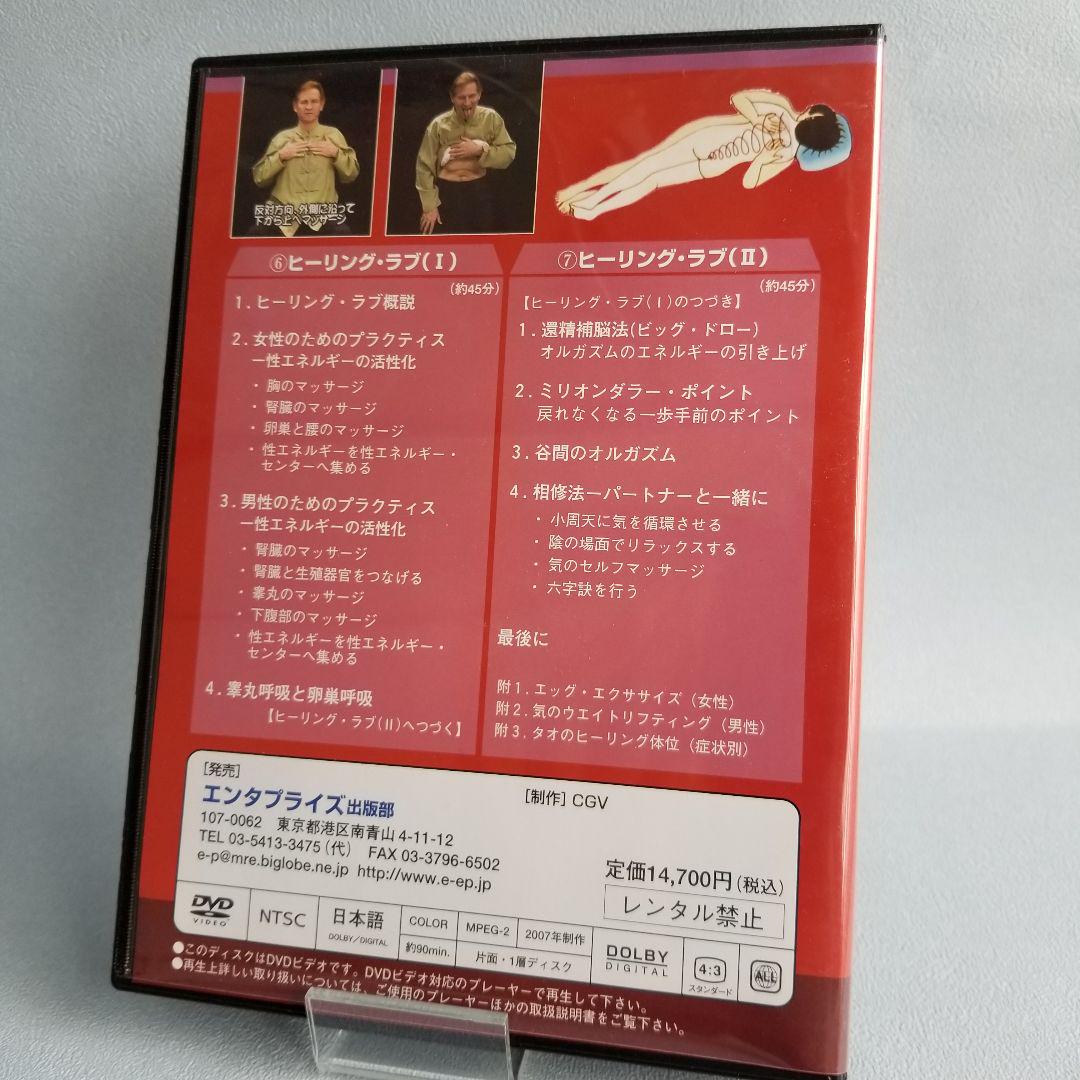 反対方向、外側に沿って
下から上へマッサージ
⑥ヒーリング・ラブ(Ⅰ)
(約45分)
1.ヒーリング・ラブ概説
2.女性のためのプラクティス
ー性エネルギーの活性化
・胸のマッサージ
・腎臓のマッサージ
・卵巣と腰のマッサージ
・性エネルギーを性エネルギー・
センターへ集める
3.男性のためのプラクティス
ー性エネルギーの活性化
・腎臓のマッサージ
・腎臓と生殖器官をつなげる
・睾丸のマッサージ
・下腹部のマッサージ
・性エネルギーを性エネルギー・
センターへ集める
4.睾丸呼吸と卵巣呼吸
【ヒーリング・ラブ(Ⅱ)へつづく】
⑦ヒーリング・ラブ(Ⅱ)
(約45分)
【ヒーリング・ラブ(Ⅰ)のつづき】
1.還精補脳法(ビッグ・ドロー)
オルガズムのエネルギーの引き上げ
2.ミリオンダラー・ポイント
戻れなくなる一歩手前のポイント
3.谷間のオルガズム
4.相修法ーパートナーと一緒に
・小周天に気を循環させる
・陰の場面でリラックスする
・気のセルフマッサージ
・六字訣を行う
最後に
附1.エッグ・エクササイズ(女性)
附2.気のウエイトリフティング(男性)
附3.タオのヒーリング体位(症状別)
[発売]
エンタプライズ出版部
107-0062 東京都港区南青山4-11-12
TEL 03-5413-3475(代) FAX 03-3796-6502
e-p@mre.biglobe.ne.jp http://www.e-ep.jp
[制作]CGV
定価14,700円(税込)
レンタル禁止
DVD
VIDEO
NTSC
日本語
DOLBY/DIGITAL
COLOR
約90min.
MPEG-2
2007年制作
片面・1層ディスク
DOLBY
DIGITAL
4:3
スタンダード
ALL
●このディスクはDVDビデオです。DVDビデオ対応のプレーヤーで再生して下さい。
●再生上詳しい取り扱いについては、ご使用のプレーヤーほかの取扱説明書をご覧下さい。